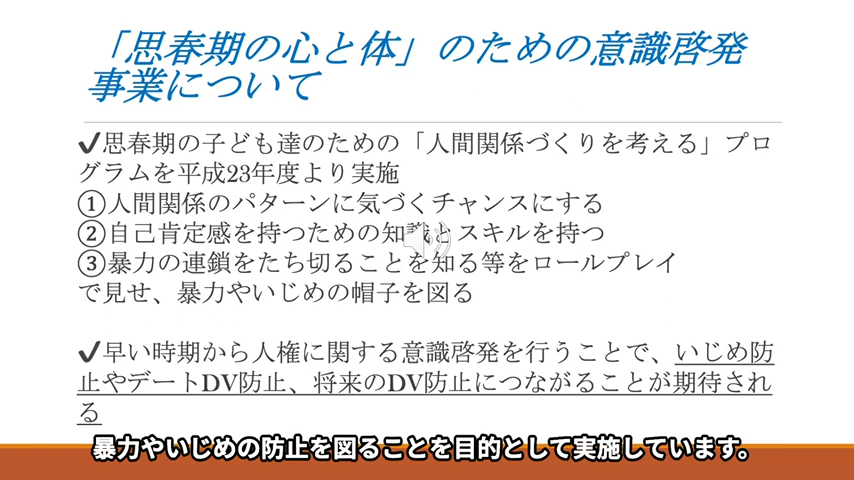 「思春期の心と体」のための意識啓発
事業について
✔思春期の子ども達のための「人間関係づくりを考える」プロ
グラムを平成23年度より実施
①人間関係のパターンに気づくチャンスにする
②自己肯定感を持つための知識とスキルを持つ
③暴力の連鎖をたち切ることを知る等をロールプレイ
で見せ、暴力やいじめの帽子を図る
✔早い時期から人権に関する意識啓発を行うことで、いじめ防
止やデートDV防止、将来のDV防止につながることが期待され
る
暴力やいじめの防止を図ることを目的として実施しています。